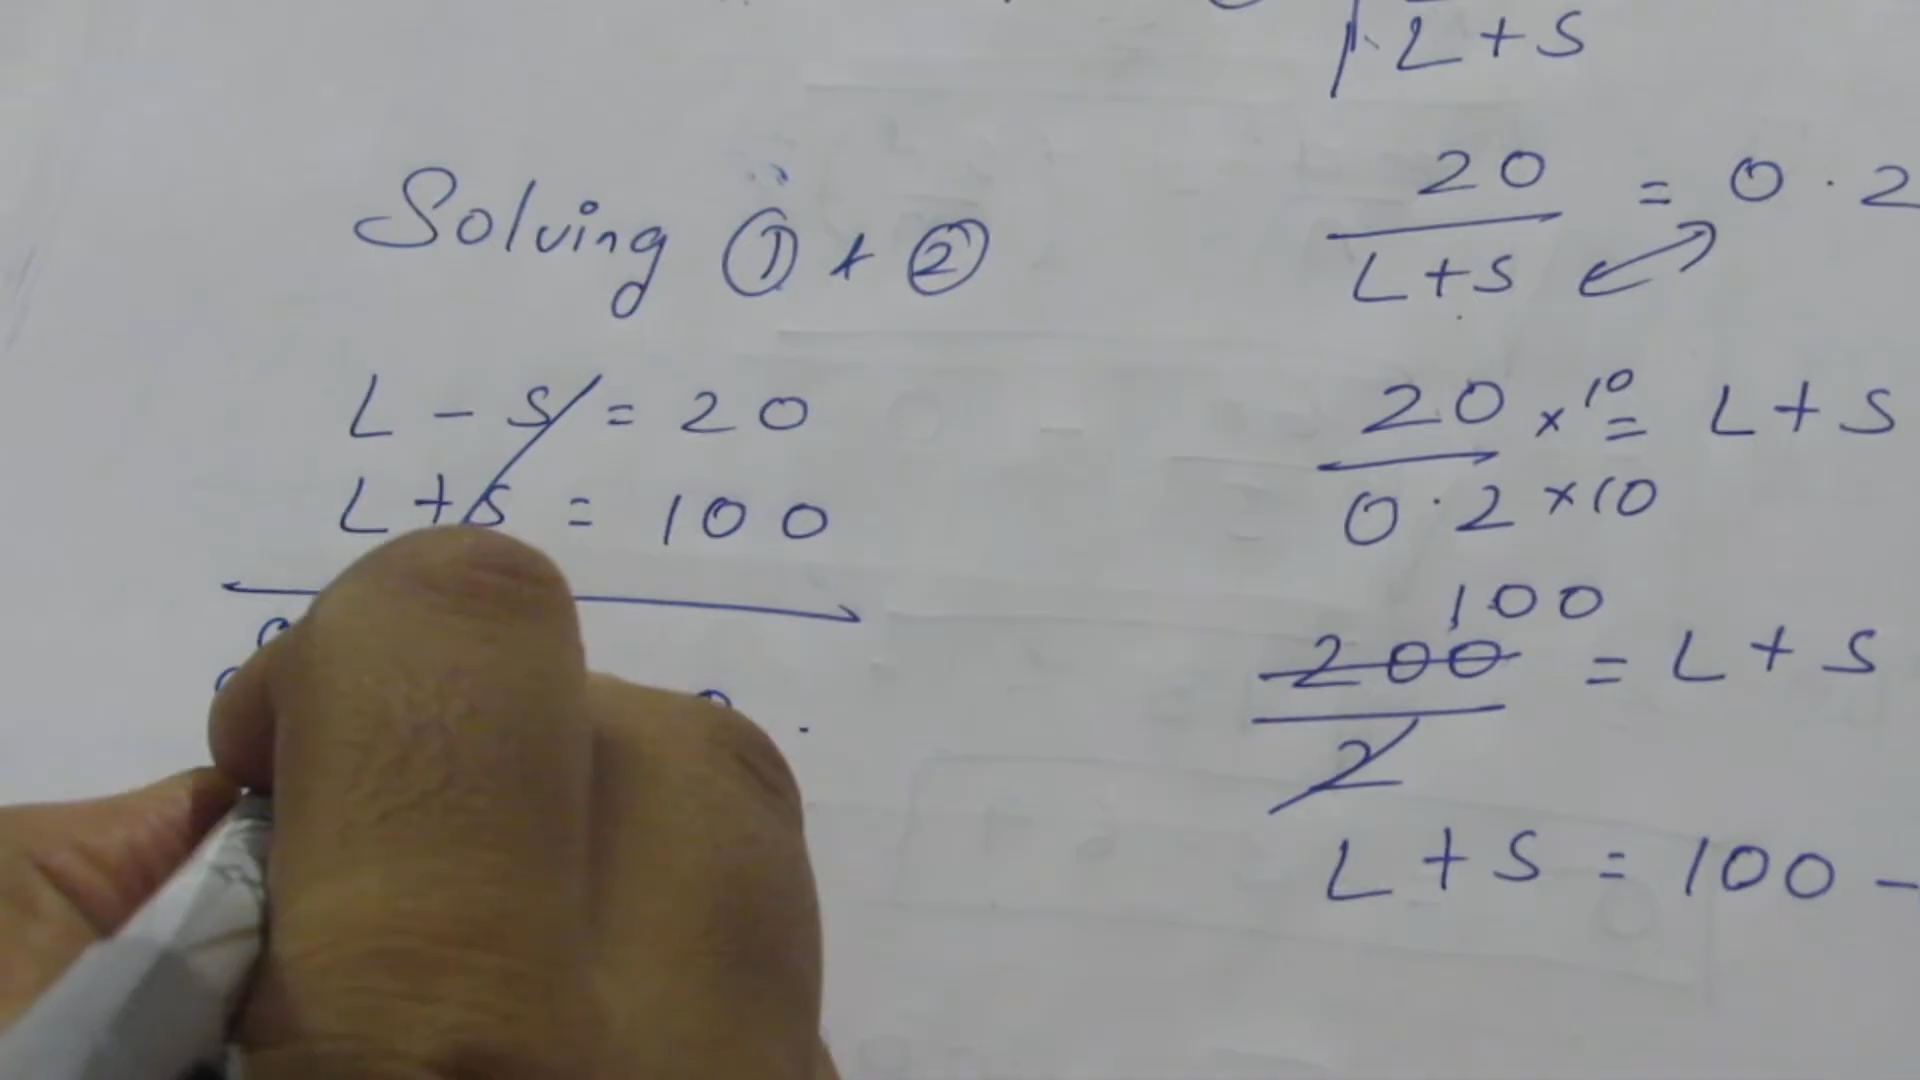 Solving ① + ②
L - S = 20
L + S = 100
L + S
20 / L + S = 0.2
20 × 10 / 0.2 × 10 = L + S
100
200 / 2 = L + S
L + S = 100 -